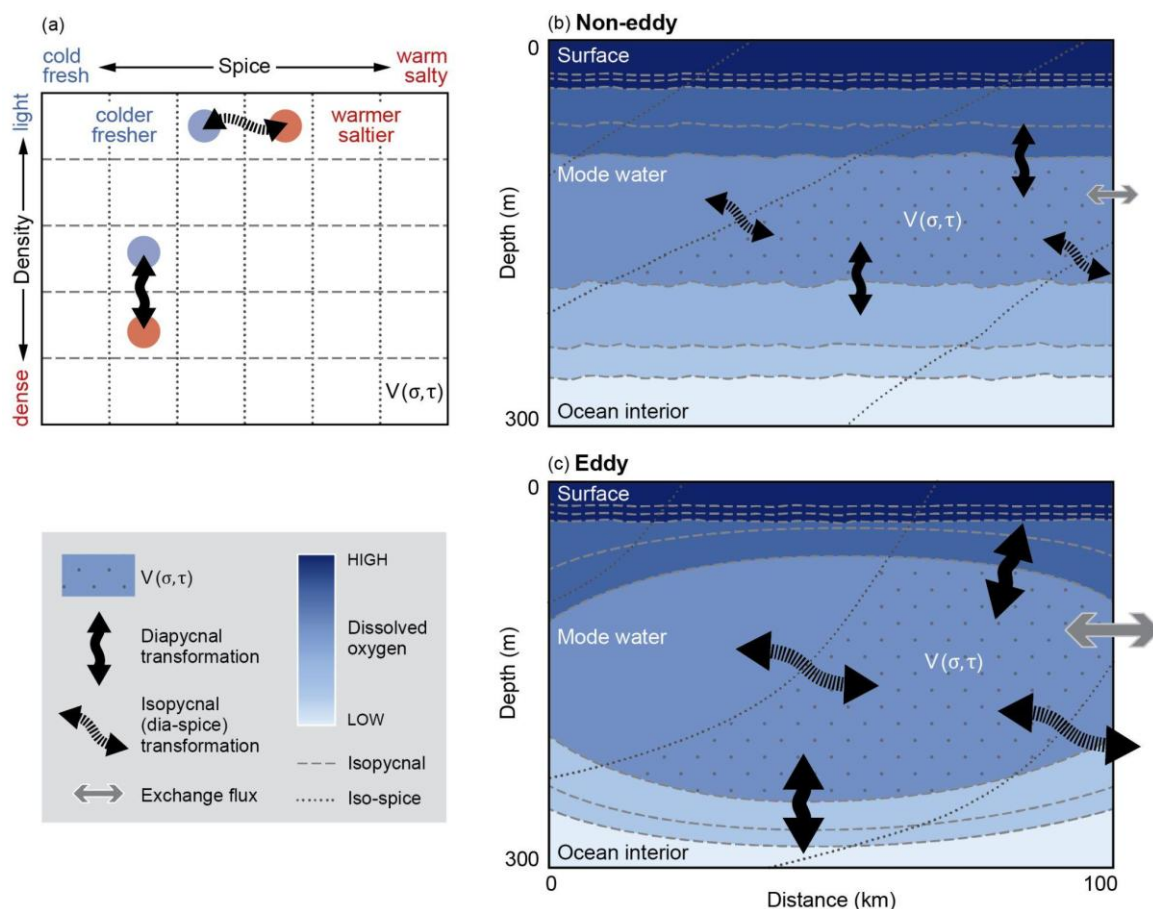 (a)
cold
fresh
Spice
warm
salty
light
Density
dense
colder
fresher
warmer
saltier
V(σ,τ)
V(σ,τ)
Diapycnal
transformation
Isopycnal
(dia-spice)
transformation
Exchange flux
HIGH
Dissolved
oxygen
LOW
Isopycnal
Iso-spice
(b) Non-eddy
0
Surface
Mode water
V(σ,τ)
Depth (m)
300
Ocean interior
(c) Eddy
0
Surface
Mode water
V(σ,τ)
Depth (m)
300
Ocean interior
0
100
Distance (km)